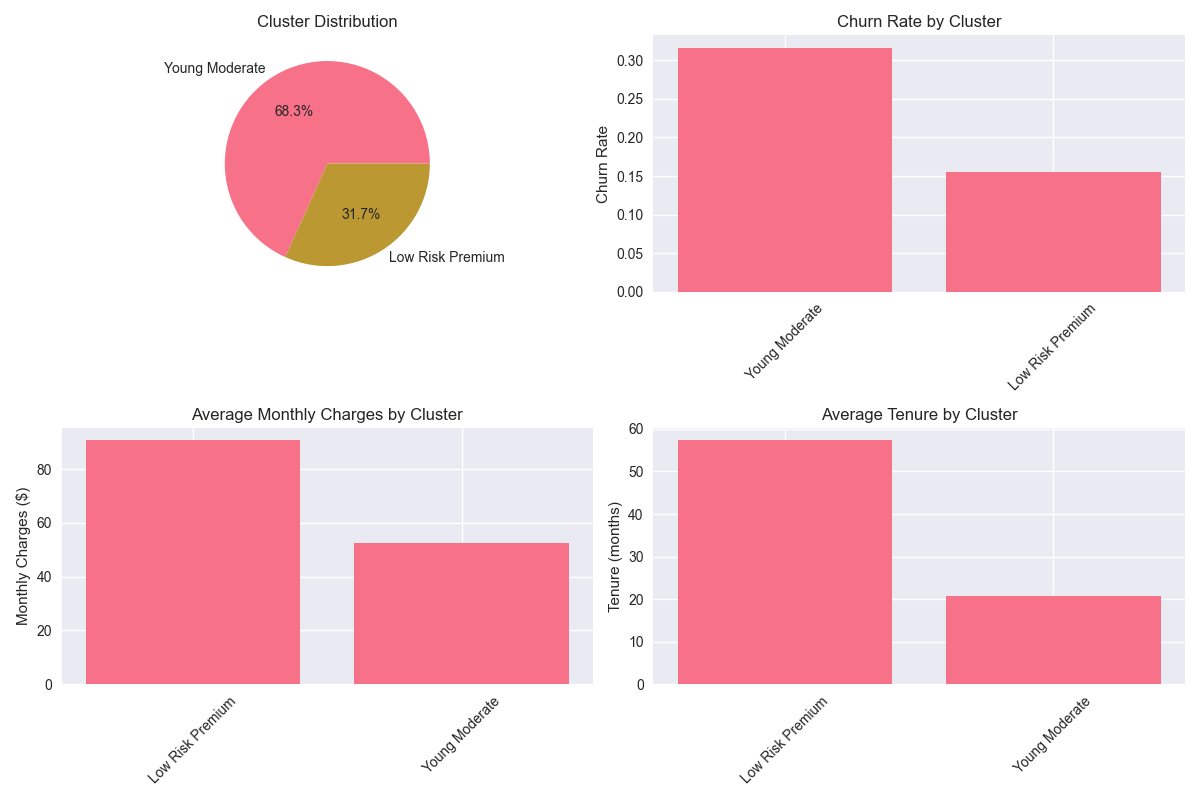 Cluster Distribution
Young Moderate
68.3%
31.7%
Low Risk Premium
Churn Rate by Cluster
Churn Rate
0.30
0.25
0.20
0.15
0.10
0.05
0.00
Young Moderate
Low Risk Premium
Average Monthly Charges by Cluster
Monthly Charges ($)
80
60
40
20
0
Low Risk Premium
Young Moderate
Average Tenure by Cluster
Tenure (months)
60
50
40
30
20
10
0
Low Risk Premium
Young Moderate